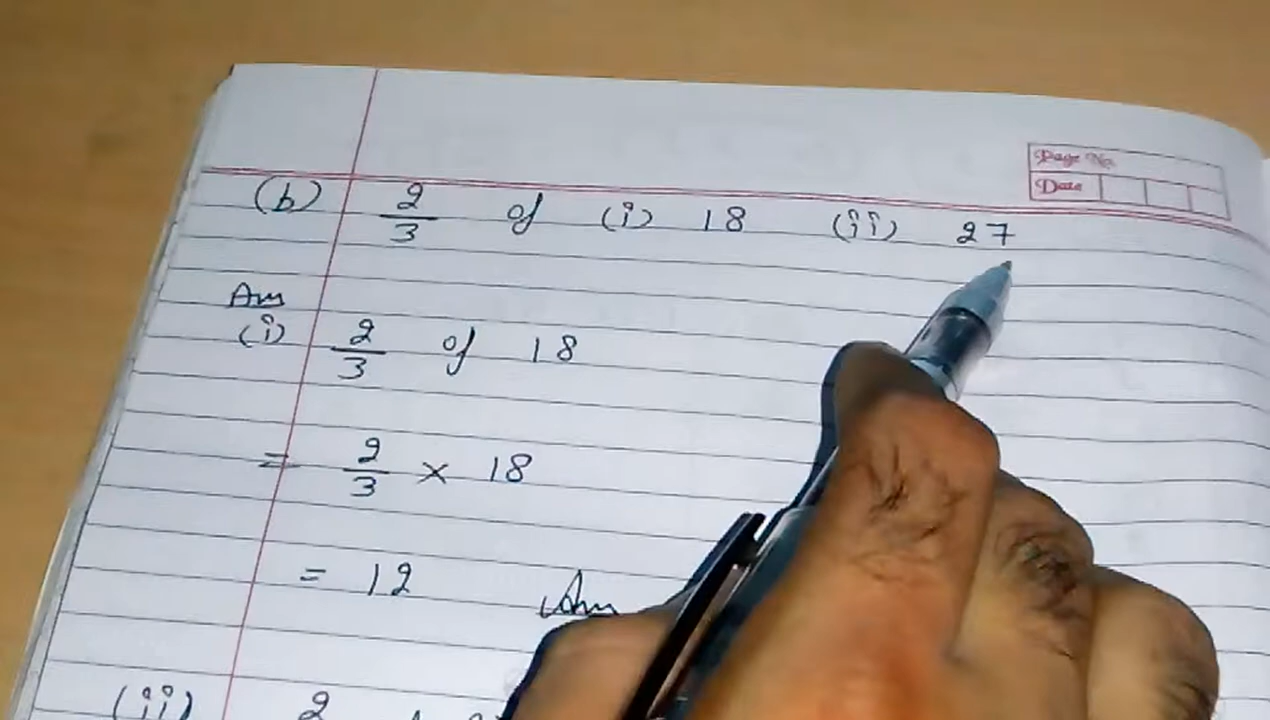 Page No.
Date
(b) 2/3 of (i) 18 (ii) 27
Ans
(i) 2/3 of 18
= 2/3 × 18
= 12 Ans
(ii) 2